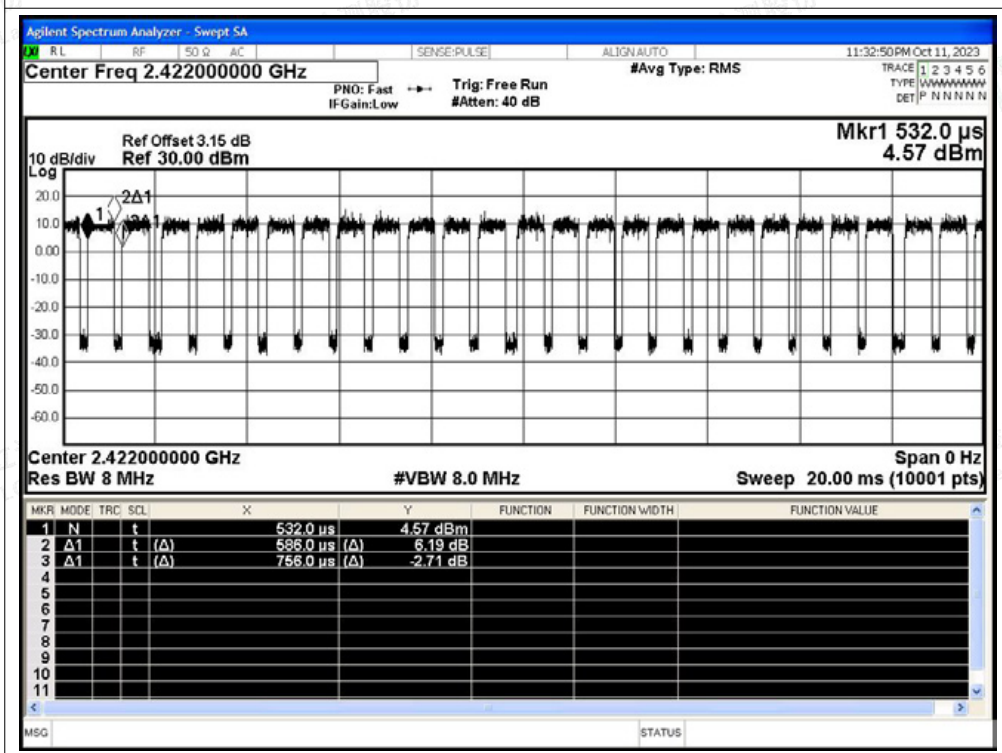 Agilent Spectrum Analyzer - Swept SA
RL RF 50 Ω AC SENSE:PULSE ALIGN AUTO 11:32:50 PM Oct 11, 2023
Center Freq 2.422000000 GHz #Avg Type: RMS TRACE 1 2 3 4 5 6
PNO: Fast Trig: Free Run TYPE WWWWWW
IFGain:Low #Atten: 40 dB DET P N N N N N
Mkr1 532.0 µs
Ref Offset 3.15 dB
10 dB/div Ref 30.00 dBm 4.57 dBm
Log
20.0
10.0
0.00
-10.0
-20.0
-30.0
-40.0
-50.0
-60.0
2Δ1
1
3Δ1
Center 2.422000000 GHz Span 0 Hz
Res BW 8 MHz #VBW 8.0 MHz Sweep 20.00 ms (10001 pts)
MKR MODE TRC SCL X Y FUNCTION FUNCTION WIDTH FUNCTION VALUE
1 N t 532.0 µs 4.57 dBm
2 Δ1 t (Δ) 586.0 µs (Δ) 6.19 dB
3 Δ1 t (Δ) 756.0 µs (Δ) -2.71 dB
4
5
6
7
8
9
10
11
MSG STATUS